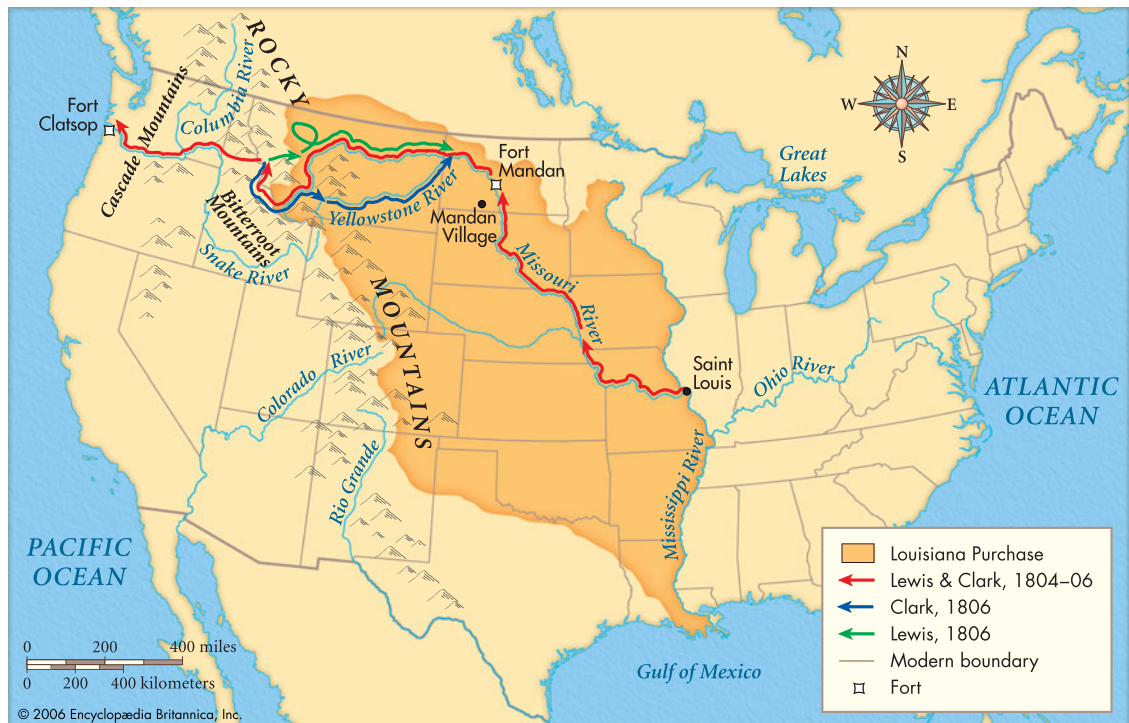 ROCKY
Columbia River
Cascade Mountains
Fort
Clatsop
N
W
E
S
Great
Lakes
Fort
Mandan
Yellowstone River
Mandan
Village
Bitterroot
Mountains
Snake River
Missouri
River
MOUNTAINS
Saint
Louis
Ohio River
Colorado River
ATLANTIC
OCEAN
Rio Grande
Mississippi River
PACIFIC
OCEAN
Louisiana Purchase
Lewis & Clark, 1804–06
Clark, 1806
Lewis, 1806
Modern boundary
Fort
0 200 400 miles
0 200 400 kilometers
Gulf of Mexico
© 2006 Encyclopædia Britannica, Inc.